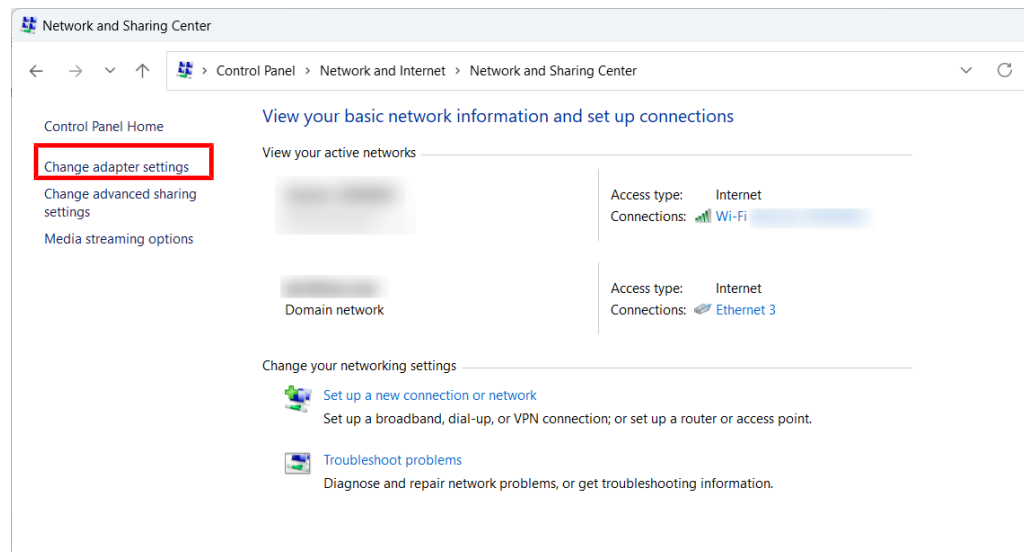 Network and Sharing Center
Control Panel > Network and Internet > Network and Sharing Center
Control Panel Home
Change adapter settings
Change advanced sharing
settings
Media streaming options
View your basic network information and set up connections
View your active networks
Access type: Internet
Connections: Wi-Fi
Domain network
Access type: Internet
Connections: Ethernet 3
Change your networking settings
Set up a new connection or network
Set up a broadband, dial-up, or VPN connection; or set up a router or access point.
Troubleshoot problems
Diagnose and repair network problems, or get troubleshooting information.